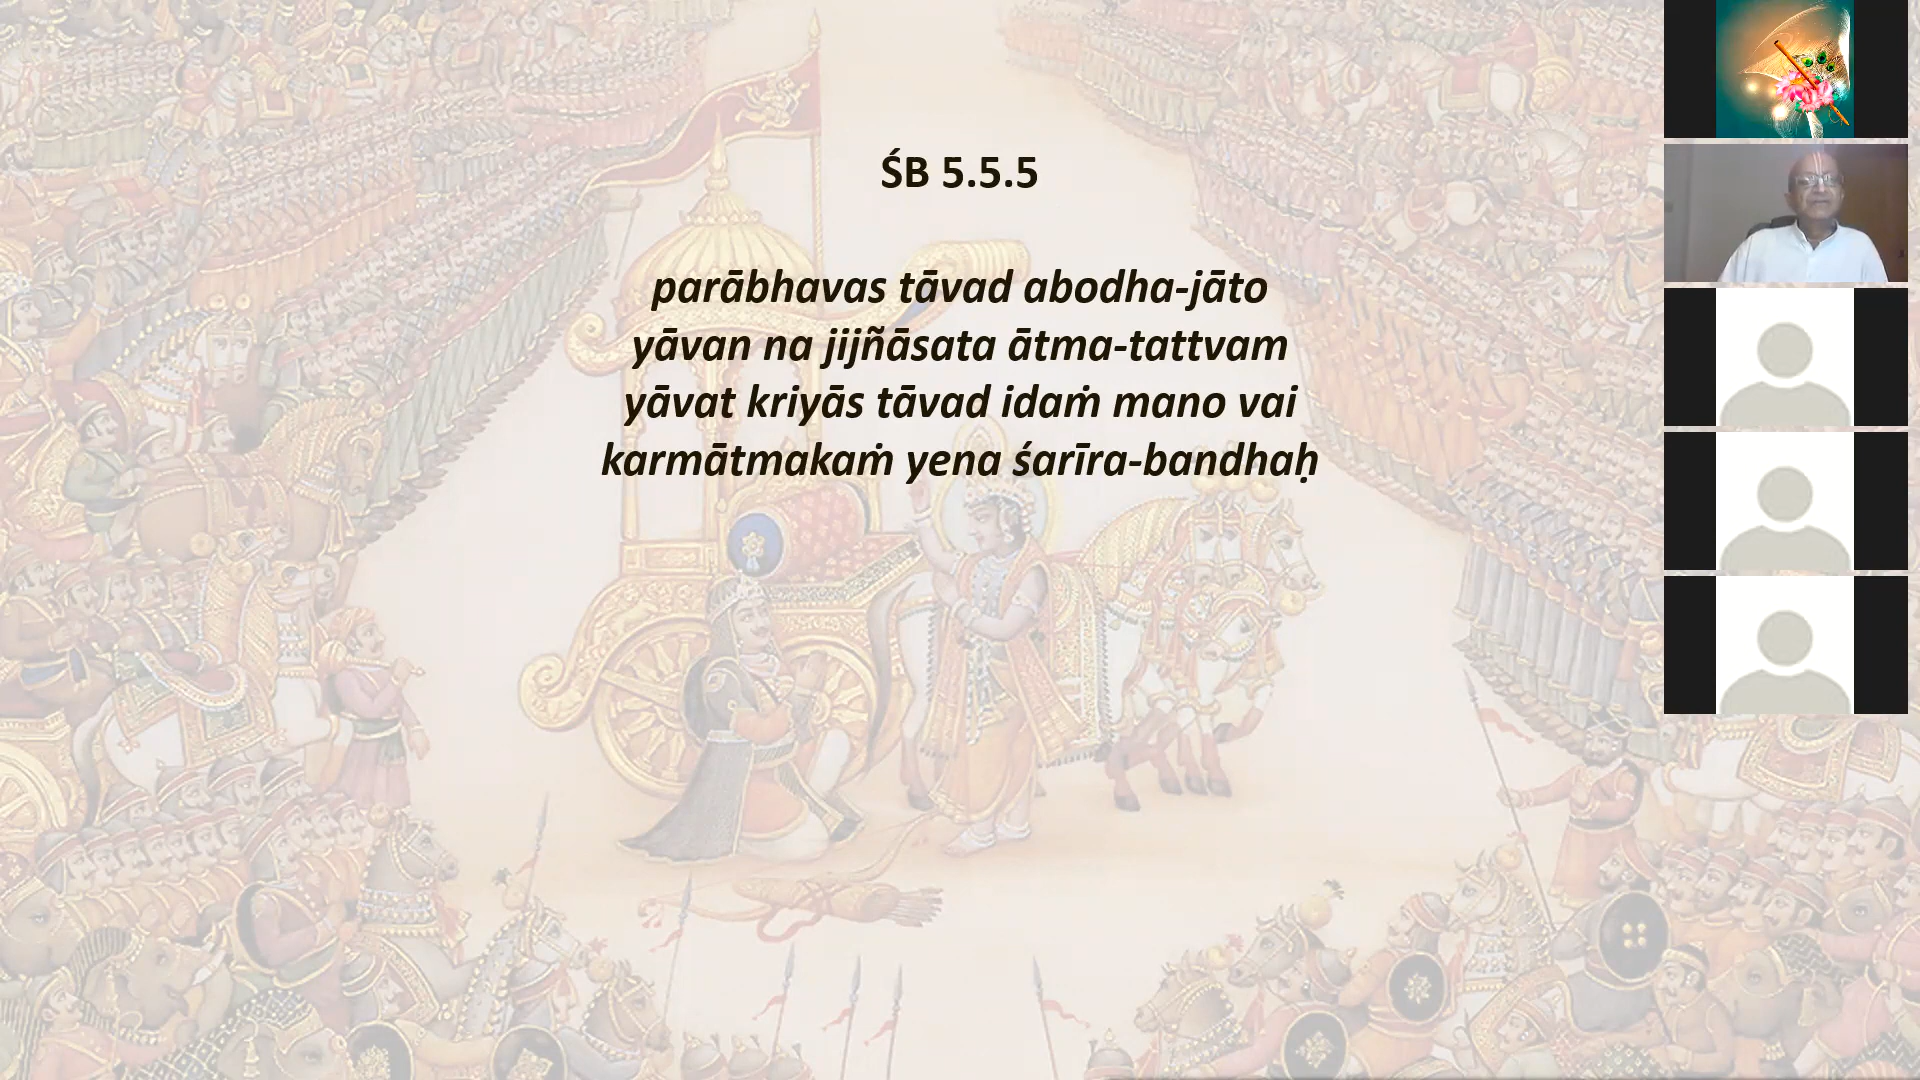 ŚB 5.5.5
parābhavas tāvad abodha-jāto
yāvan na jijñāsata ātma-tattvam
yāvat kriyās tāvad idaṁ mano vai
karmātmakaṁ yena śarīra-bandhaḥ